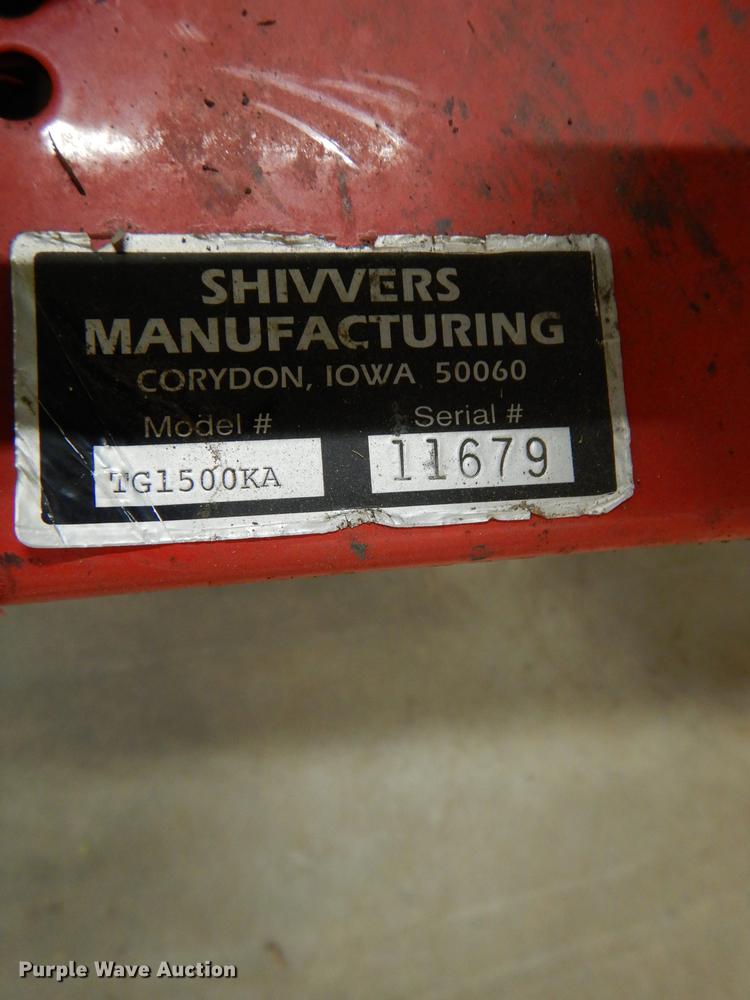 SHIVVERS
MANUFACTURING
CORYDON, IOWA 50060
Model # Serial #
TG1500KA 11679
Purple Wave Auction